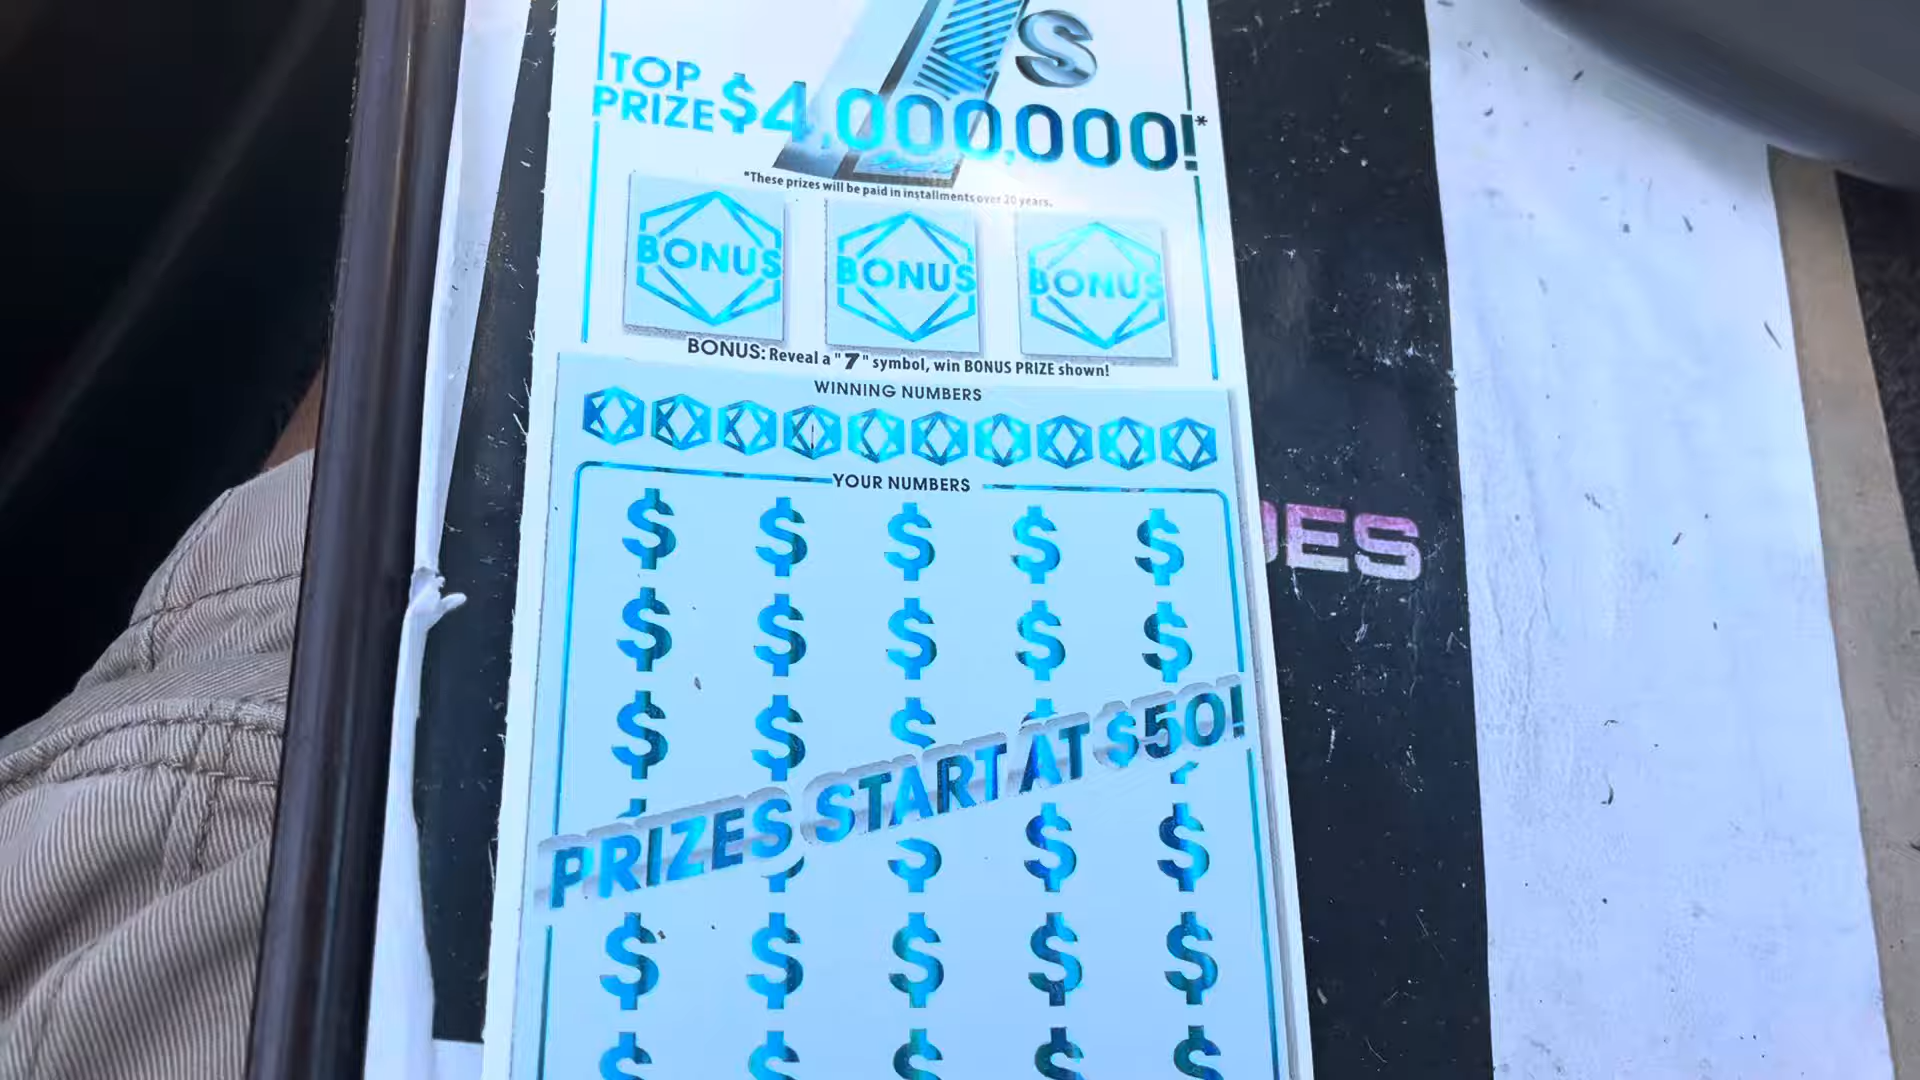 7s
TOP
PRIZE $4,000,000!*
*These prizes will be paid in installments over 20 years.
BONUS BONUS BONUS
BONUS: Reveal a "7" symbol, win BONUS PRIZE shown!
WINNING NUMBERS
YOUR NUMBERS
$ $ $ $ $
$ $ $ $ $
$ $ $ $ $
PRIZES START AT $50!
$ $ $ $ $
$ $ $ $ $
$ $ $ $ $